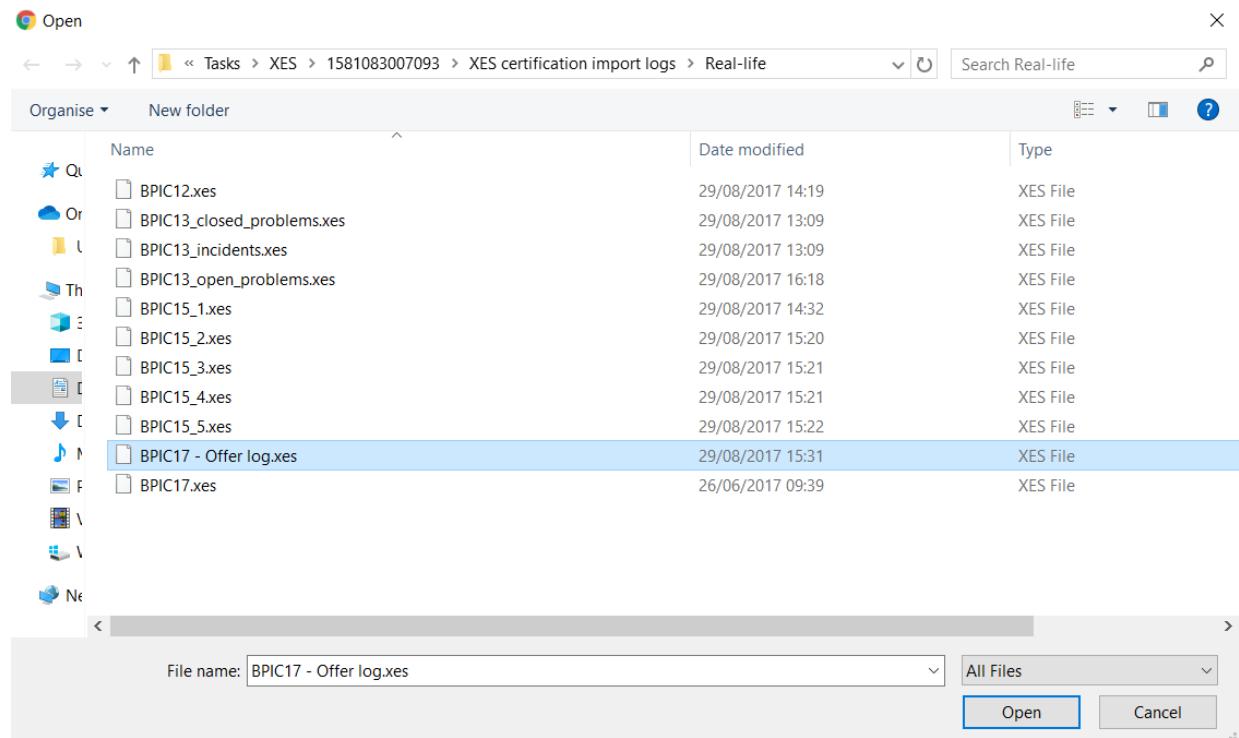 Open
« Tasks > XES > 1581083007093 > XES certification import logs > Real-life
Search Real-life
Organise New folder
?
Name Date modified Type
BPIC12.xes 29/08/2017 14:19 XES File
BPIC13_closed_problems.xes 29/08/2017 13:09 XES File
BPIC13_incidents.xes 29/08/2017 13:09 XES File
BPIC13_open_problems.xes 29/08/2017 16:18 XES File
BPIC15_1.xes 29/08/2017 14:32 XES File
BPIC15_2.xes 29/08/2017 15:20 XES File
BPIC15_3.xes 29/08/2017 15:21 XES File
BPIC15_4.xes 29/08/2017 15:21 XES File
BPIC15_5.xes 29/08/2017 15:22 XES File
BPIC17 - Offer log.xes 29/08/2017 15:31 XES File
BPIC17.xes 26/06/2017 09:39 XES File
File name: BPIC17 - Offer log.xes All Files
Open Cancel